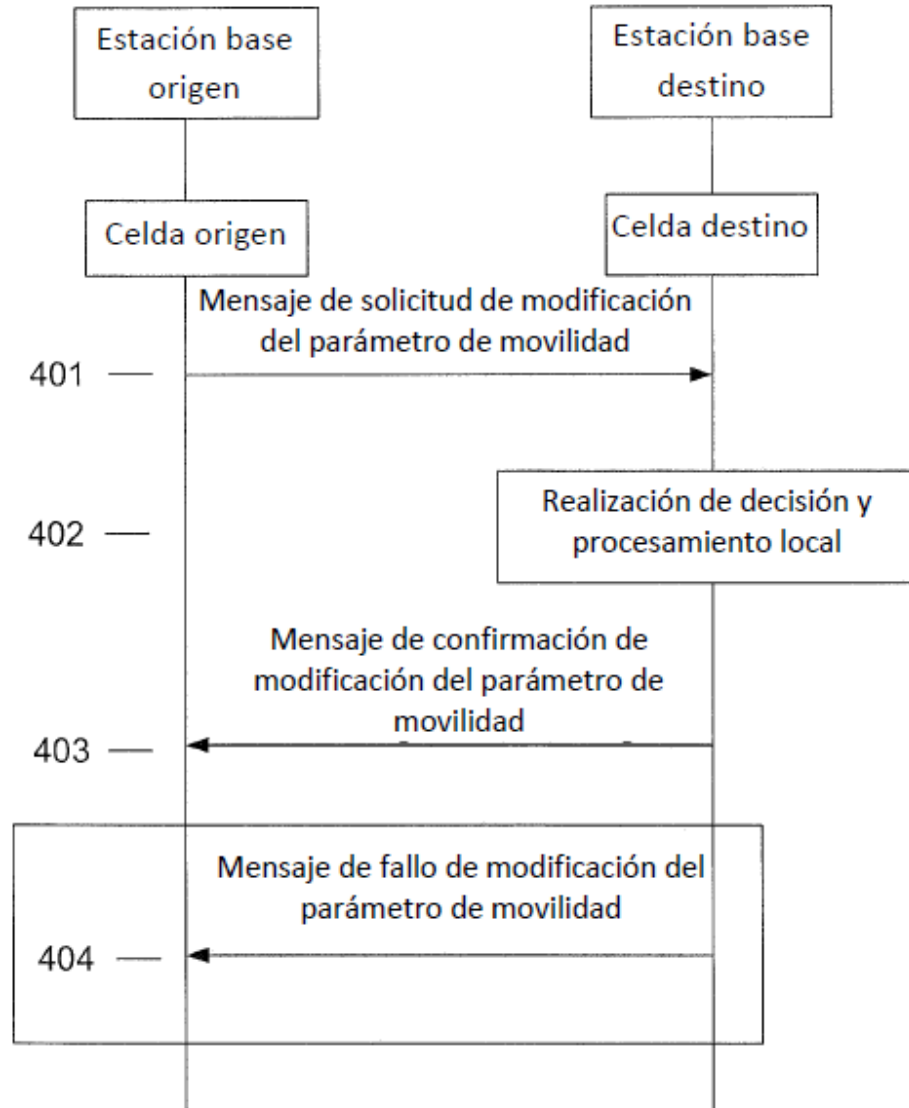 Estación base
origen
Estación base
destino
Celda origen
Celda destino
Mensaje de solicitud de modificación
del parámetro de movilidad
401
Realización de decisión y
procesamiento local
402
Mensaje de confirmación de
modificación del parámetro de
movilidad
403
Mensaje de fallo de modificación del
parámetro de movilidad
404